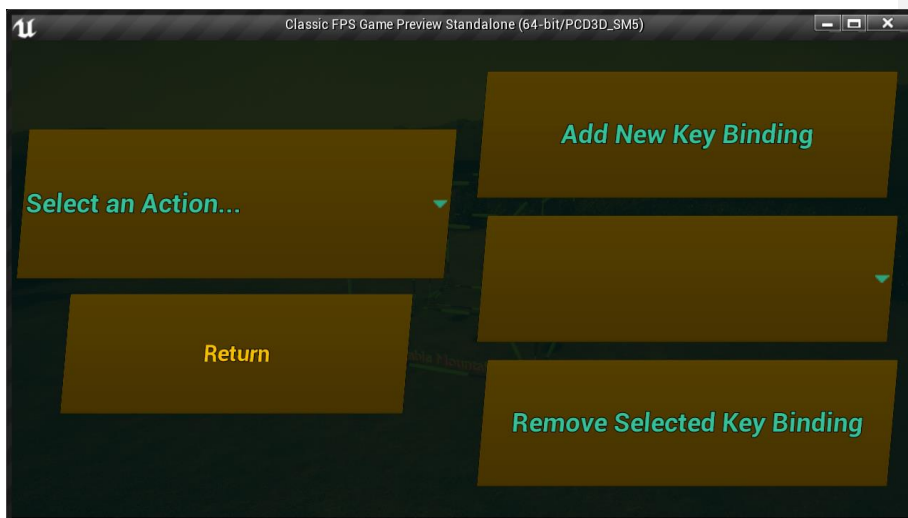 Classic FPS Game Preview Standalone (64-bit/PCD3D_SM5)
Select an Action...
Return
Add New Key Binding
Remove Selected Key Binding